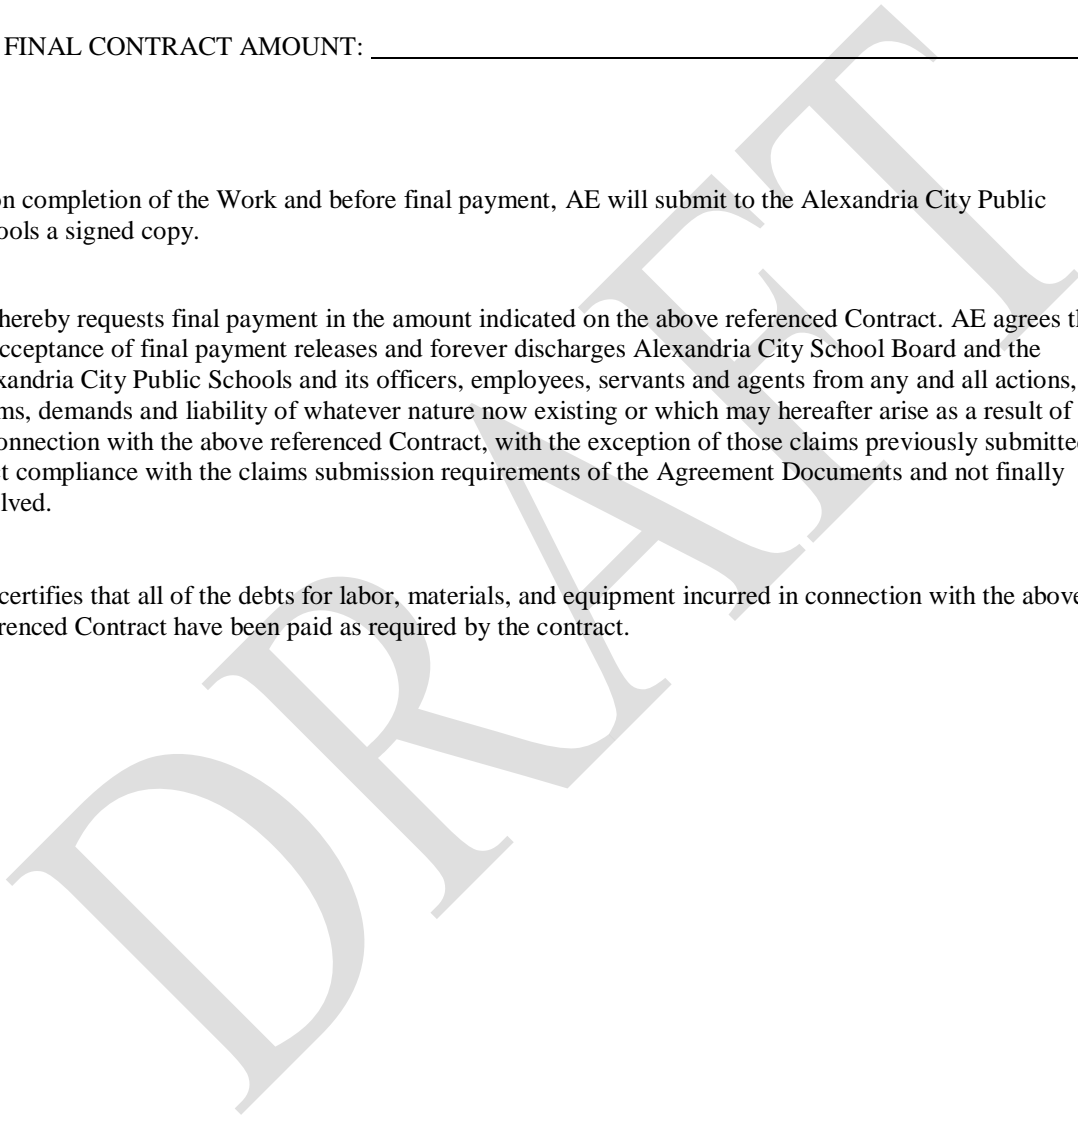 FINAL CONTRACT AMOUNT:
on completion of the Work and before final payment, AE will submit to the Alexandria City Public
ools a signed copy.
hereby requests final payment in the amount indicated on the above referenced Contract. AE agrees th
cceptance of final payment releases and forever discharges Alexandria City School Board and the
xandria City Public Schools and its officers, employees, servants and agents from any and all actions,
ms, demands and liability of whatever nature now existing or which may hereafter arise as a result of
onnection with the above referenced Contract, with the exception of those claims previously submitte
t compliance with the claims submission requirements of the Agreement Documents and not finally
lved.
certifies that all of the debts for labor, materials, and equipment incurred in connection with the above
renced Contract have been paid as required by the contract.
DRAFT